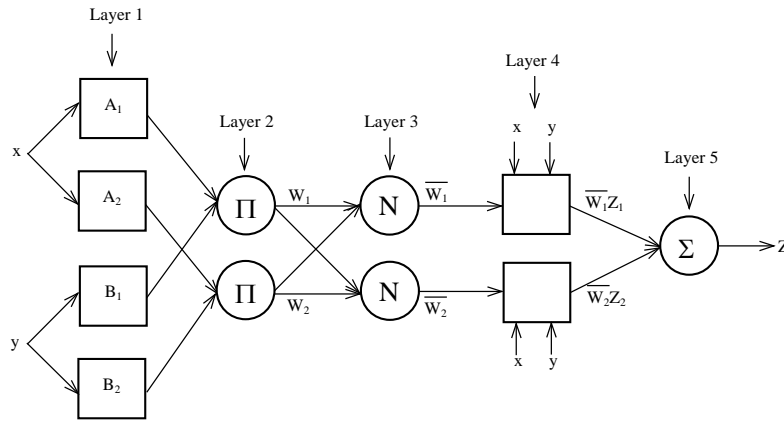 Layer 1
Layer 4
A₁
Layer 2
Layer 3
x
y
Layer 5
x
A₂
Π
W₁
N
W̅₁
W̅₁Z₁
Σ
Z
B₁
Π
W₂
N
W̅₂
W̅₂Z₂
y
B₂
x
y